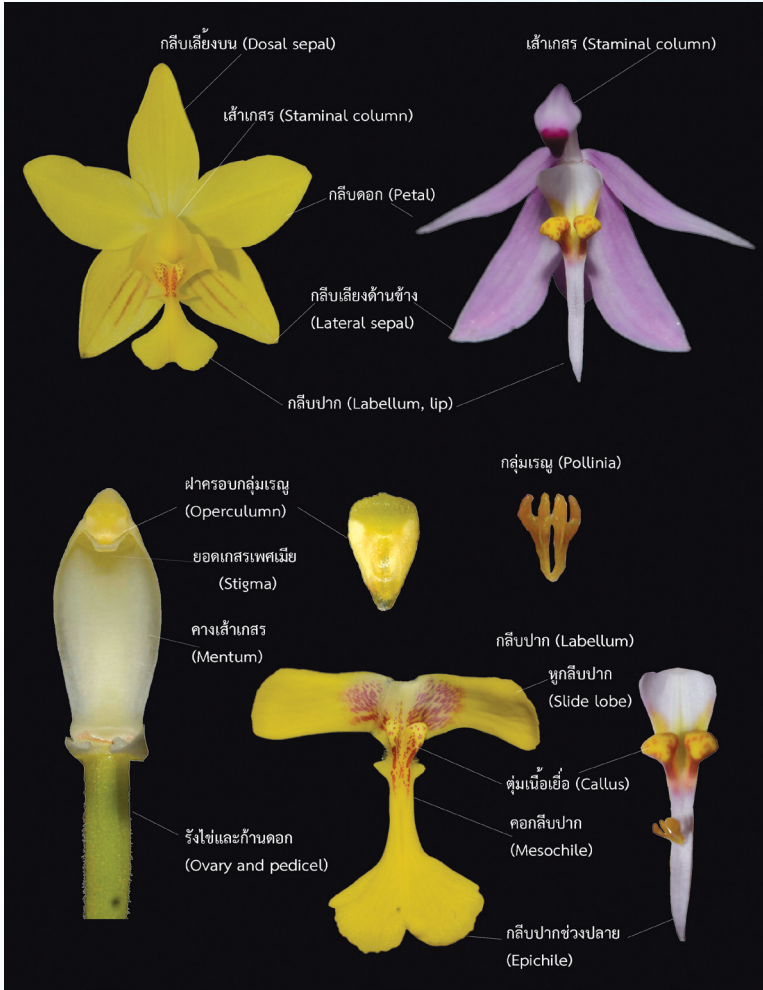 กลีบเลี้ยงบน (Dosal sepal)
เส้าเกสร (Staminal column)
เส้าเกสร (Staminal column)
กลีบดอก (Petal)
กลีบเลียงด้านข้าง
(Lateral sepal)
กลีบปาก (Labellum, lip)
กลุ่มเรณู (Pollinia)
ฝาครอบกลุ่มเรณู
(Operculumn)
ยอดเกสรเพศเมีย
(Stigma)
คางเส้าเกสร
(Mentum)
กลีบปาก (Labellum)
หูกลีบปาก
(Slide lobe)
ตุ่มเนื้อเยื่อ (Callus)
คอกลีบปาก
(Mesochile)
รังไข่และก้านดอก
(Ovary and pedicel)
กลีบปากช่วงปลาย
(Epichile)